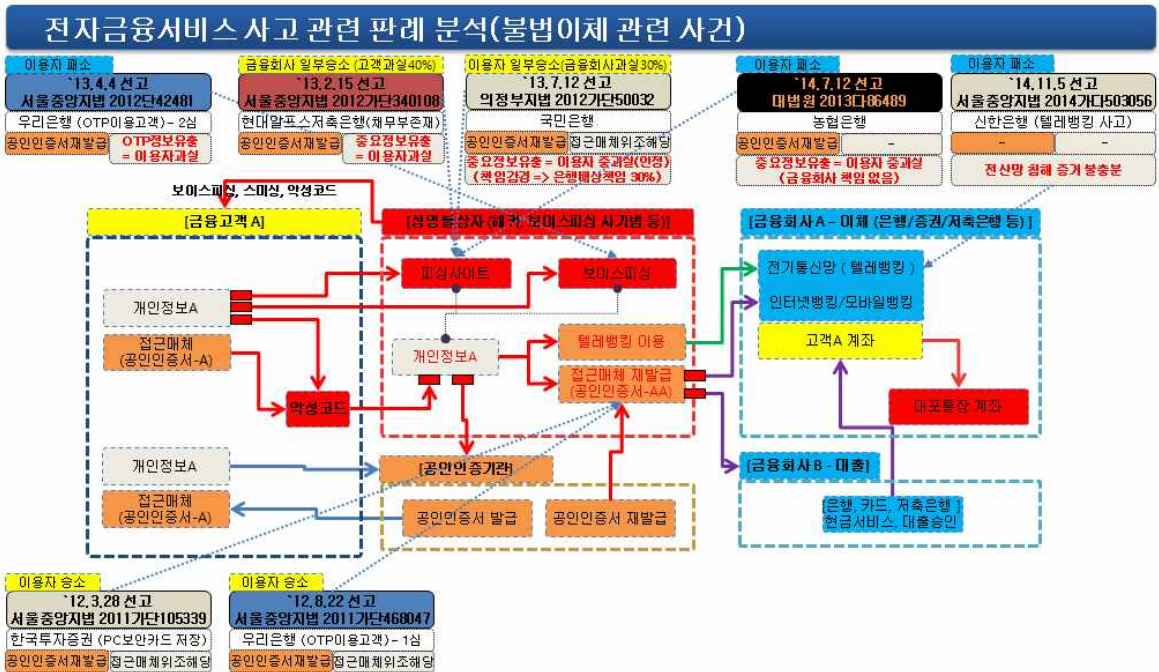 전자금융서비스 사고 관련 판례 분석(불법이체 관련 사건)
이용자 패소
`13.4.4 선고
서울중앙지법 2012단42481
우리은행 (OTP이용고객) - 2심
공인인증서재발급
OTP정보유출
= 이용자과실
금융회사 일부승소 (고객과실40%)
`13.2.15 선고
서울중앙지법 2012가단340108
현대알프스저축은행(채무부존재)
공인인증서재발급
중요정보유출
= 이용자과실
이용자 일부승소(금융회사과실30%)
`13.7.12 선고
의정부지법 2012가단50032
국민은행
공인인증서재발급
접근매체위조해당
중요정보유출 = 이용자 중과실(인정)
(책임감경 => 은행배상책임 30%)
이용자 패소
`14.7.12 선고
대법원 2013다86489
농협은행
공인인증서재발급
-
중요정보유출 = 이용자 중과실
(금융회사 책임 없음)
이용자 패소
`14.11.5 선고
서울중앙지법 2014가다503056
신한은행 (텔레뱅킹 사고)
-
-
전산망 침해 증거 불충분
보이스피싱, 스미싱, 악성코드
[금융고객 A]
[성명불상자 (해커, 보이스피싱 사기범 등)]
[금융회사 A - 이체 (은행/증권/저축은행 등) ]
피싱사이트
보이스피싱
전기통신망 ( 텔레뱅킹 )
인터넷뱅킹/모바일뱅킹
개인정보A
접근매체
(공인인증서-A)
악성코드
개인정보A
텔레뱅킹 이용
접근매체 재발급
(공인인증서-AA)
고객A 계좌
대포통장 계좌
개인정보A
접근매체
(공인인증서-A)
[공인인증기관]
공인인증서 발급
공인인증서 재발급
[금융회사 B - 대출]
[은행, 카드, 저축은행 ]
현금서비스, 대출승인
이용자 승소
`12.3.28 선고
서울중앙지법 2011가단105339
한국투자증권 (PC보안카드 저장)
공인인증서재발급
접근매체위조해당
이용자 승소
`12.8.22 선고
서울중앙지법 2011가단468047
우리은행 (OTP이용고객) - 1심
공인인증서재발급
접근매체위조해당